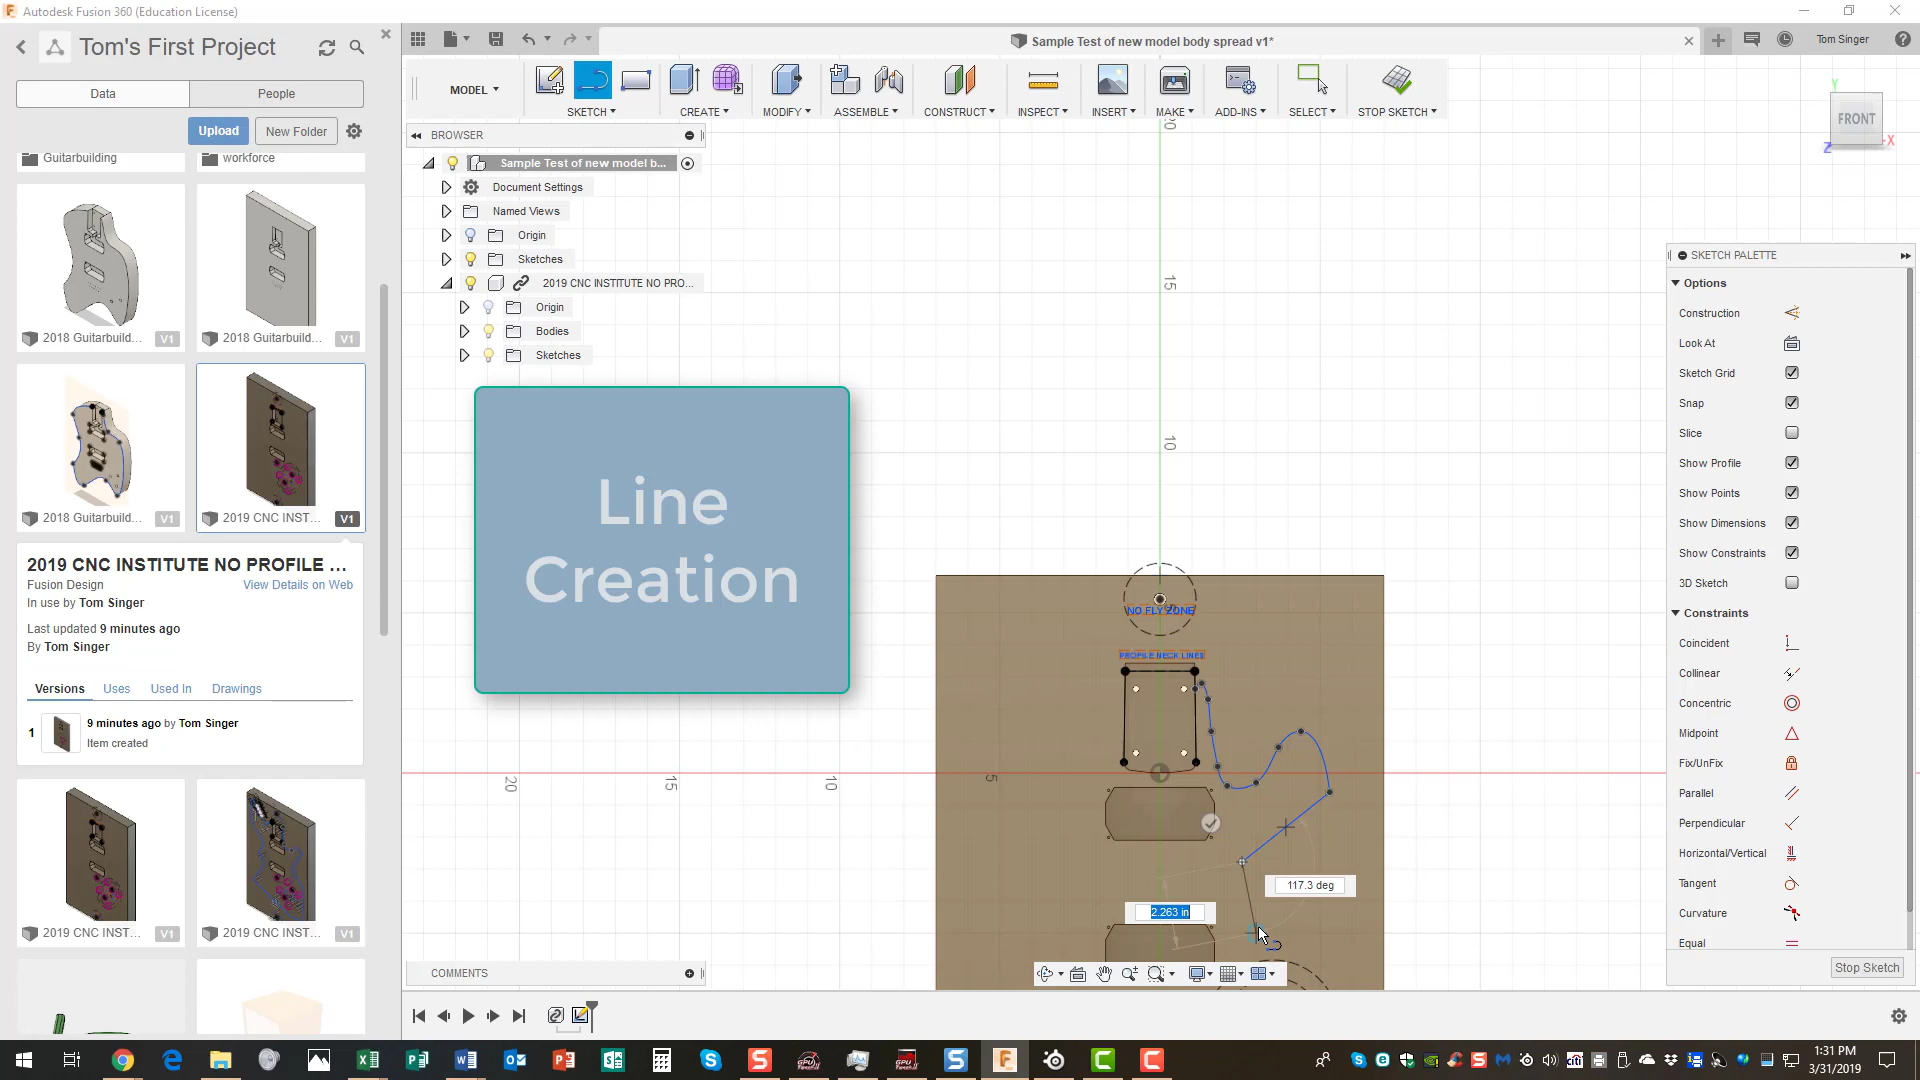 Autodesk Fusion 360 (Education License)
Tom's First Project
Sample Test of new model body spread v1*
Tom Singer
Data
People
Upload
New Folder
MODEL
SKETCH
CREATE
MODIFY
ASSEMBLE
CONSTRUCT
INSPECT
INSERT
MAKE
ADD-INS
SELECT
STOP SKETCH
FRONT
Y
X
Z
Guitarbuilding
workforce
2018 Guitarbuild...
V1
2018 Guitarbuild...
V1
2018 Guitarbuild...
V1
2019 CNC INST...
V1
2019 CNC INSTITUTE NO PROFILE ...
Fusion Design
View Details on Web
In use by Tom Singer
Last updated 9 minutes ago
By Tom Singer
Versions
Uses
Used In
Drawings
1
9 minutes ago by Tom Singer
Item created
2019 CNC INST...
V1
2019 CNC INST...
V1
BROWSER
Sample Test of new model b...
Document Settings
Named Views
Origin
Sketches
2019 CNC INSTITUTE NO PRO...
Origin
Bodies
Sketches
Line
Creation
20
15
10
20
15
10
5
NO FLY ZONE
PROFILE NECK LINES
117.3 deg
2.263 in
COMMENTS
SKETCH PALETTE
Options
Construction
Look At
Sketch Grid
Snap
Slice
Show Profile
Show Points
Show Dimensions
Show Constraints
3D Sketch
Constraints
Coincident
Collinear
Concentric
Midpoint
Fix/UnFix
Parallel
Perpendicular
Horizontal/Vertical
Tangent
Curvature
Equal
Stop Sketch
1:31 PM
3/31/2019